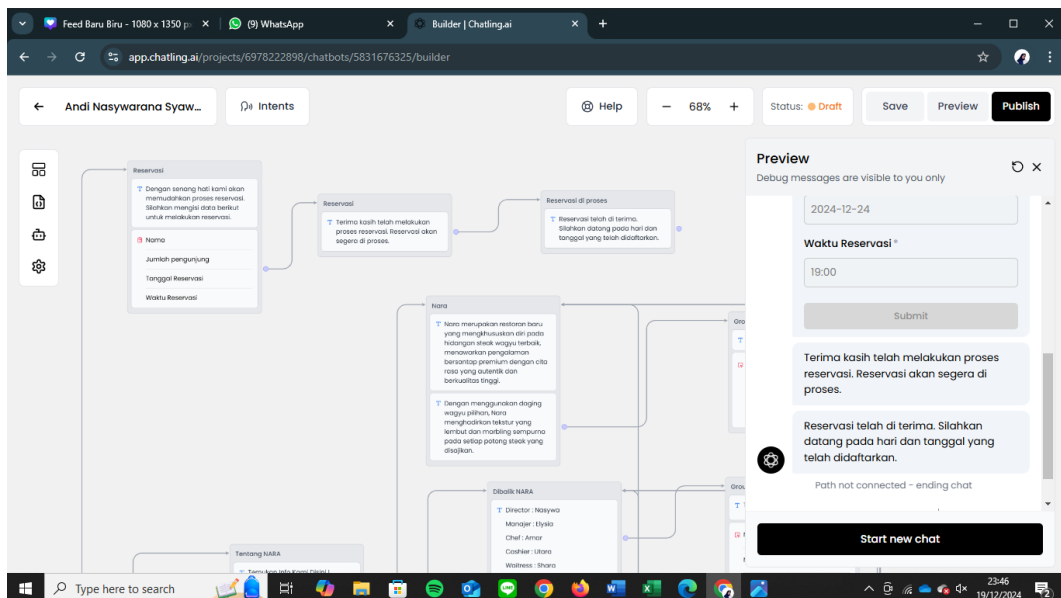 Feed Baru Biru - 1080 x 1350 p
(9) WhatsApp
Builder | Chatling.ai
app.chatling.ai/projects/6978222898/chatbots/5831676325/builder
Andi Nasywarana Syaw...
Intents
Help
68%
Status: Draft
Save
Preview
Publish
Reservasi
Dengan senang hati kami akan
memudahkan proses reservasi.
Silahkan mengisi data berikut
untuk melakukan reservasi.
Nama
Jumlah pengunjung
Tanggal Reservasi
Waktu Reservasi
Reservasi
Terima kasih telah melakukan
proses reservasi. Reservasi akan
segera di proses.
Reservasi di proses
Reservasi telah di terima.
Silahkan datang pada hari dan
tanggal yang telah didaftarkan.
Nara
Nara merupakan restoran baru
yang mengkhususkan diri pada
hidangan steak wagyu terbaik,
menawarkan pengalaman
bersantap premium dengan cita
rasa yang autentik dan
berkualitas tinggi.
Dengan menggunakan daging
wagyu pilihan, Nara
menghadirkan tekstur yang
lembut dan marbling sempurna
pada setiap potong steak yang
disajikan.
Gro
Dibalik NARA
Director : Nasywa
Manajer : Elysia
Chef : Amar
Cashier : Utara
Waitress : Shara
Grou
Tentang NARA
Temukan Info Kami Disini !
Preview
Debug messages are visible to you only
2024-12-24
Waktu Reservasi *
19:00
Submit
Terima kasih telah melakukan proses
reservasi. Reservasi akan segera di
proses.
Reservasi telah di terima. Silahkan
datang pada hari dan tanggal yang
telah didaftarkan.
Path not connected - ending chat
Start new chat
Type here to search
23:46
19/12/2024